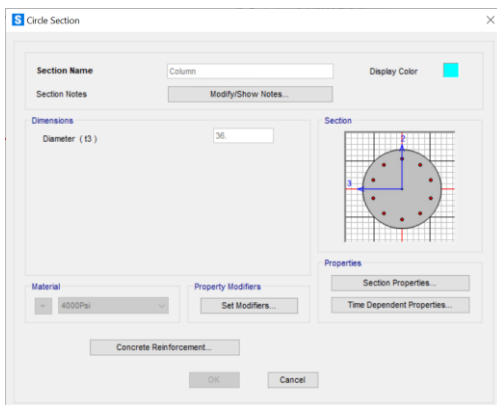 S Circle Section
Section Name Column Display Color
Section Notes Modify/Show Notes...
Dimensions
Diameter ( t3 ) 36.
Section
2
3
Properties
Section Properties...
Time Dependent Properties...
Material
+ 4000Psi
Property Modifiers
Set Modifiers...
Concrete Reinforcement...
OK Cancel